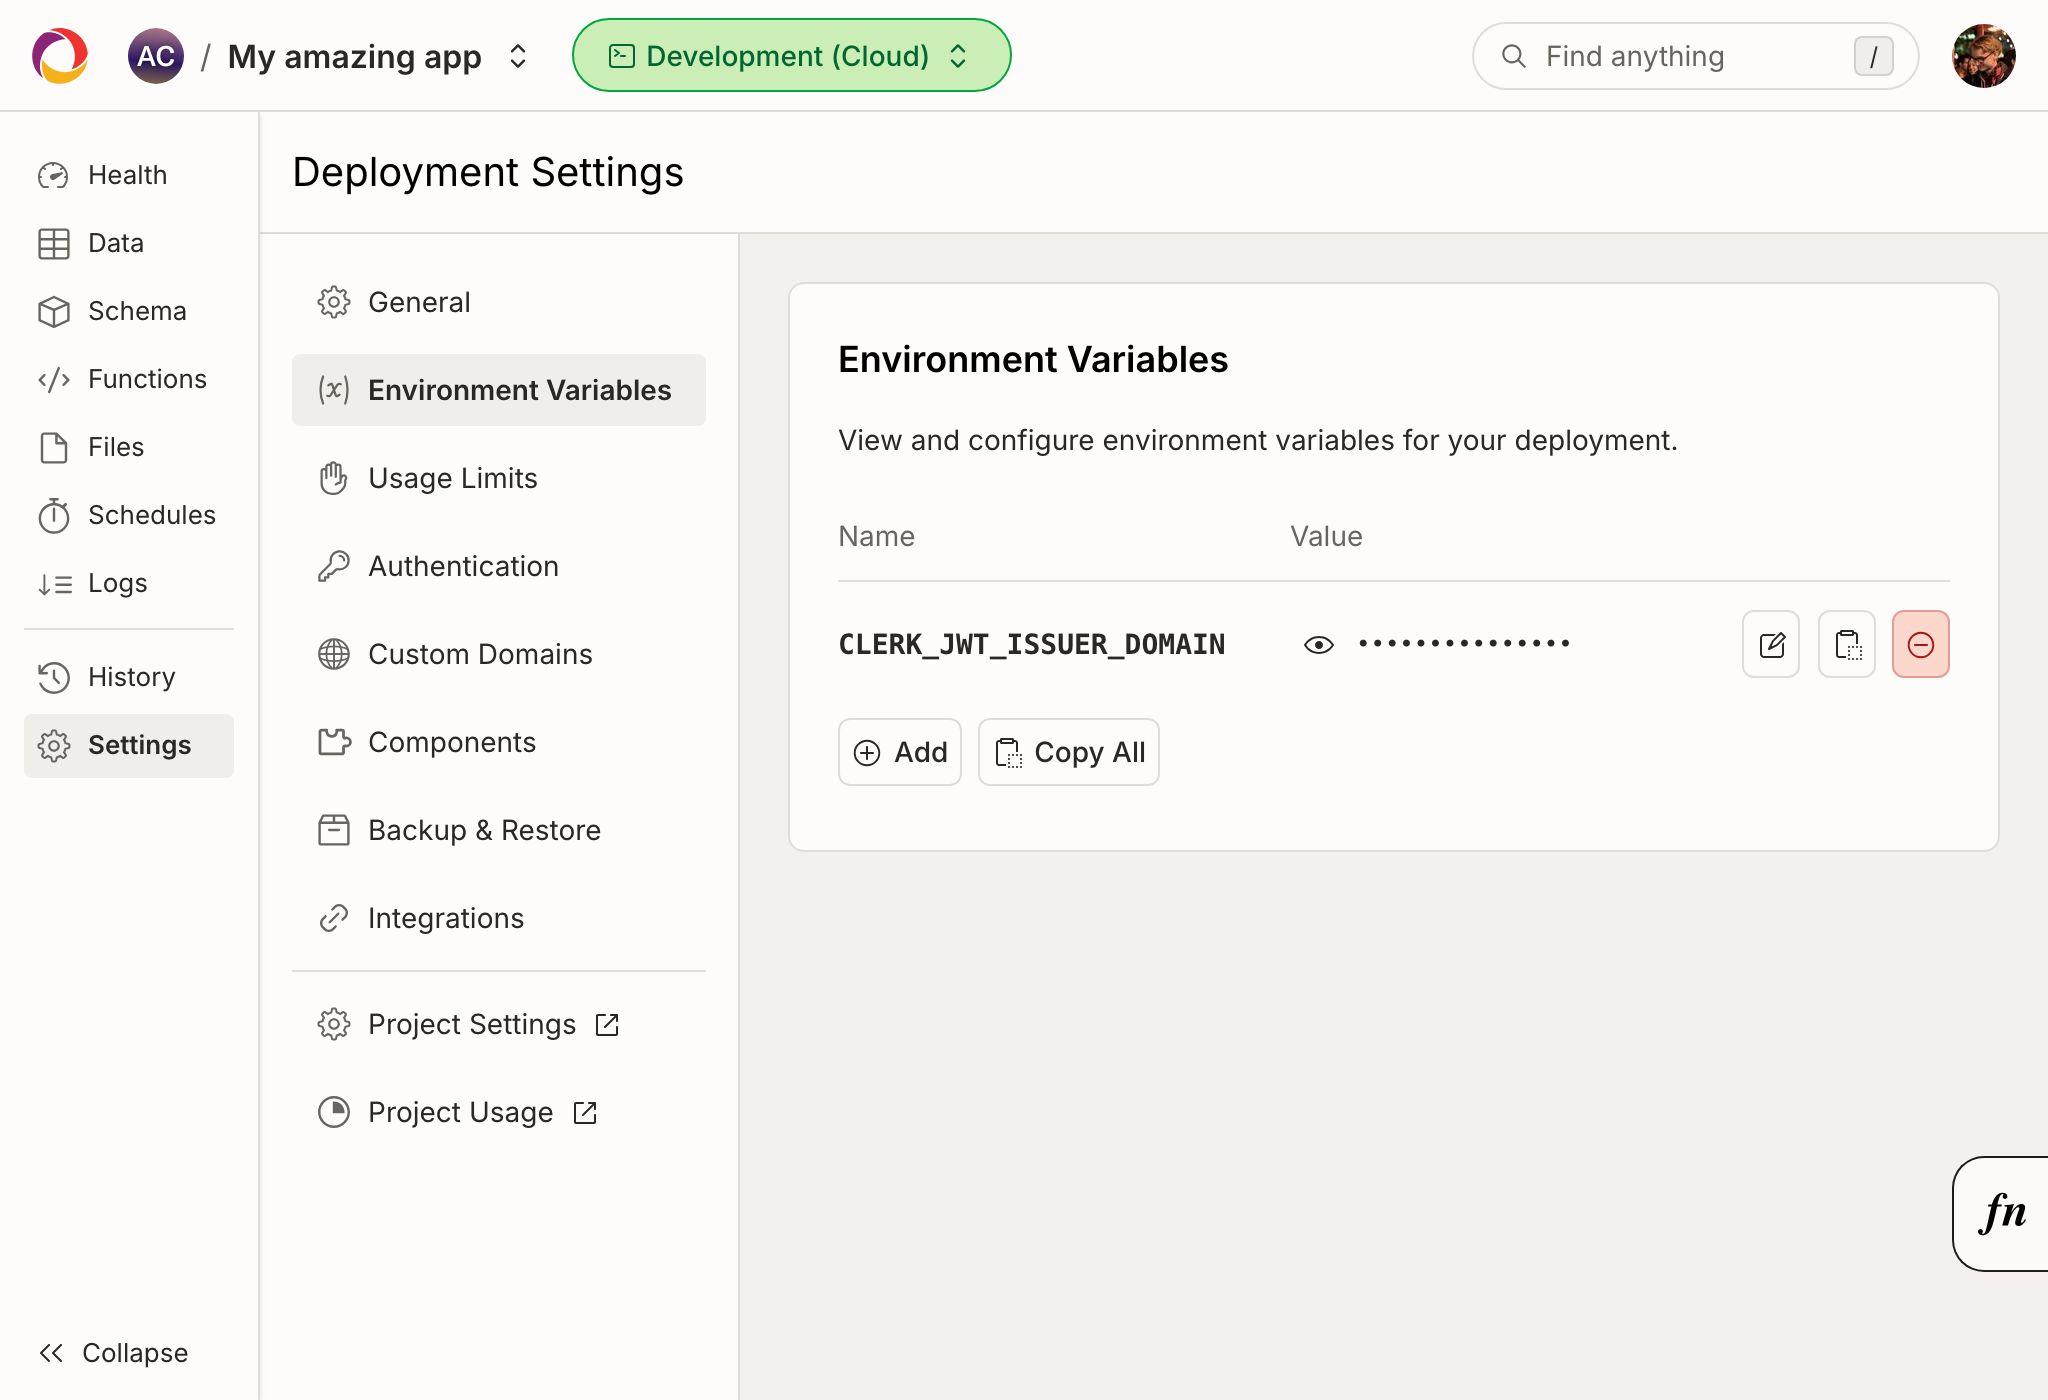 AC / My amazing app
Development (Cloud)
Find anything /
Health
Data
Schema
Functions
Files
Schedules
Logs
History
Settings
Collapse
Deployment Settings
General
(x) Environment Variables
Usage Limits
Authentication
Custom Domains
Components
Backup & Restore
Integrations
Project Settings
Project Usage
Environment Variables
View and configure environment variables for your deployment.
Name Value
CLERK_JWT_ISSUER_DOMAIN •••••••••••••••
Add Copy All
fn